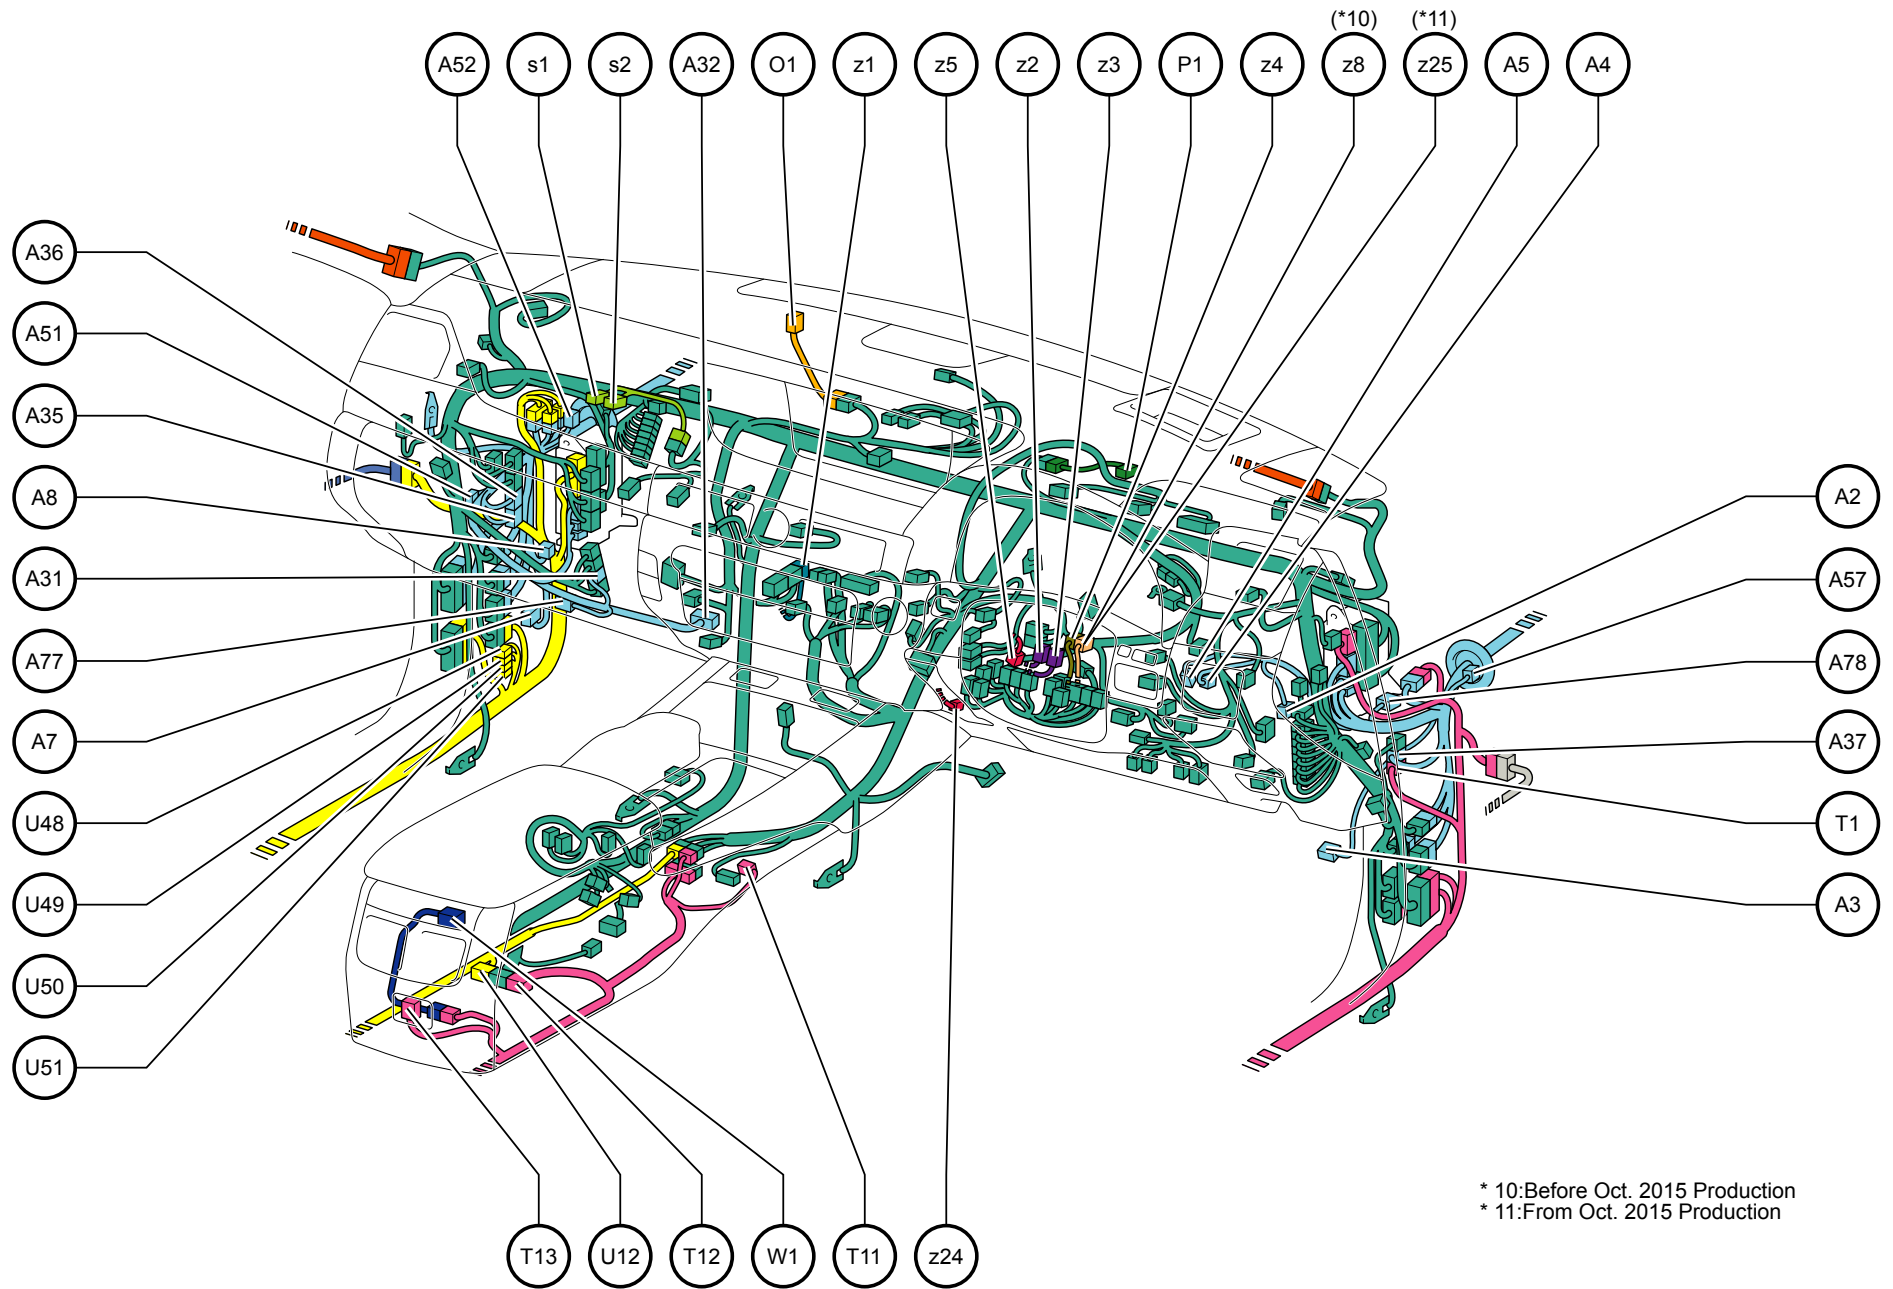 (*10) (*11)
A52 s1 s2 A32 O1 z1 z5 z2 z3 P1 z4 z8 z25 A5 A4
A36
A51
A35
A8
A31
A77
A7
U48
U49
U50
U51
A2
A57
A78
A37
T1
A3
T13 U12 T12 W1 T11 z24
* 10:Before Oct. 2015 Production
* 11:From Oct. 2015 Production